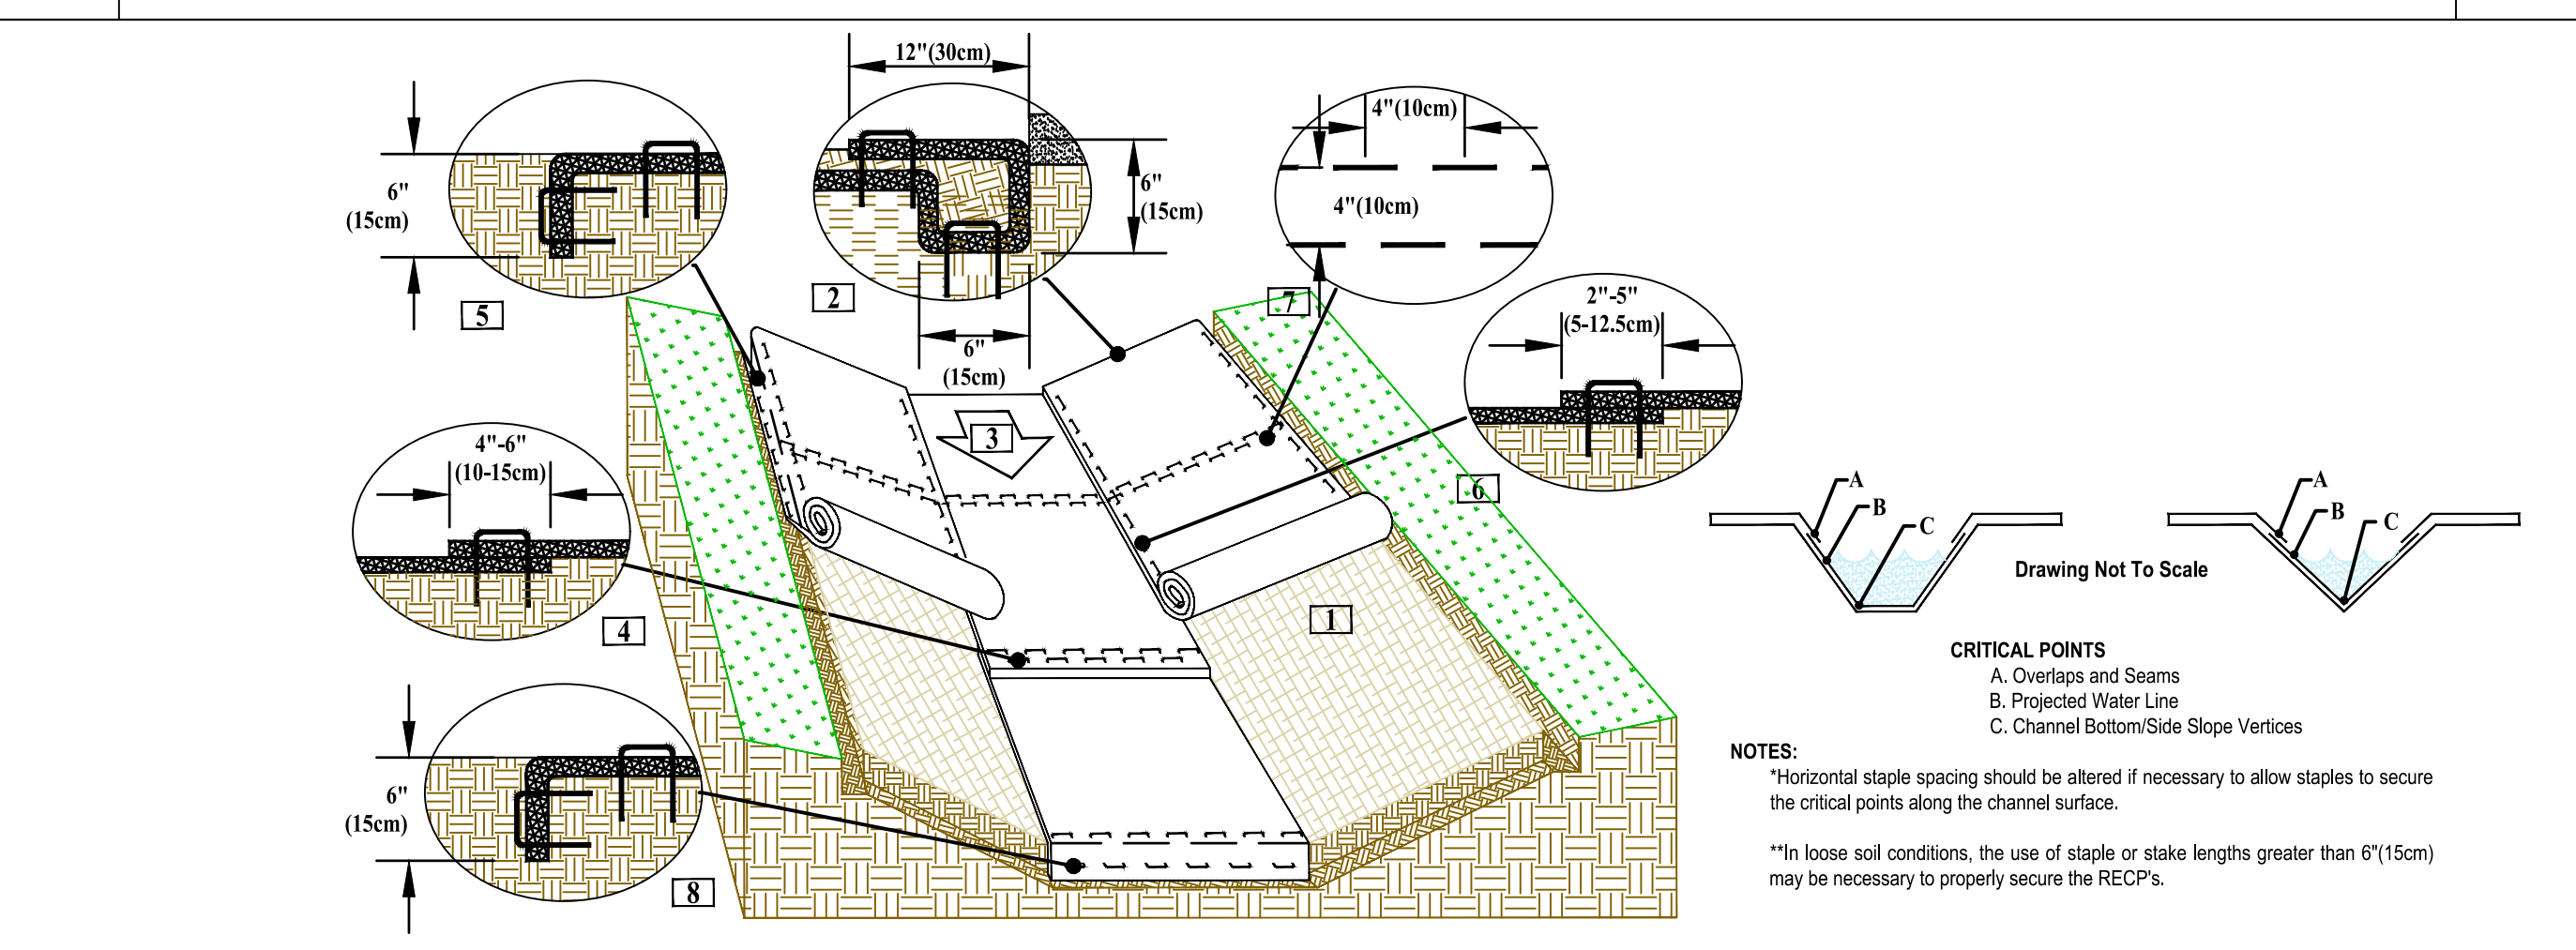 12"(30cm)
6"
(15cm)
5
2
6"
(15cm)
6"
(15cm)
4"(10cm)
4"(10cm)
7
2"-5"
(5-12.5cm)
6
3
4"-6"
(10-15cm)
4
1
6"
(15cm)
8
A
B
C
A
B
C
Drawing Not To Scale
CRITICAL POINTS
A. Overlaps and Seams
B. Projected Water Line
C. Channel Bottom/Side Slope Vertices
NOTES:
*Horizontal staple spacing should be altered if necessary to allow staples to secure
the critical points along the channel surface.
**In loose soil conditions, the use of staple or stake lengths greater than 6"(15cm)
may be necessary to properly secure the RECP's.